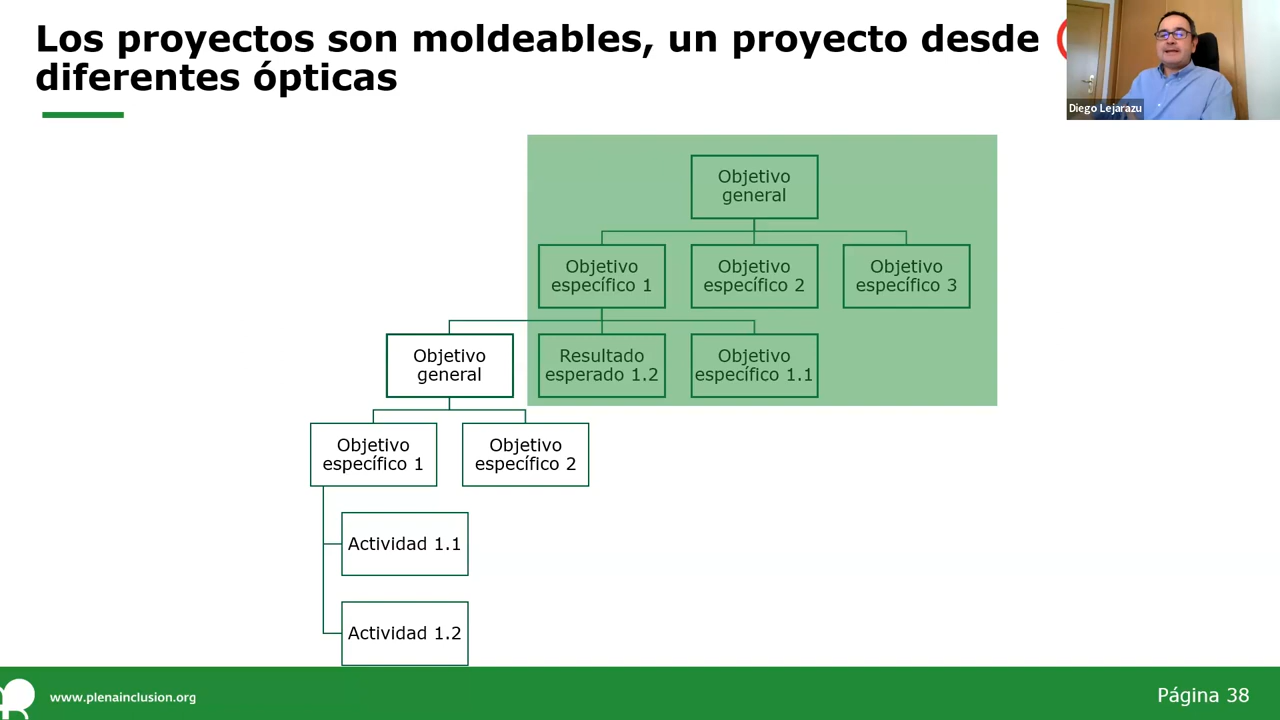 Los proyectos son moldeables, un proyecto desde
diferentes ópticas
Diego Lejarazu
Objetivo
general
Objetivo
específico 1
Objetivo
específico 2
Objetivo
específico 3
Objetivo
general
Resultado
esperado 1.2
Objetivo
específico 1.1
Objetivo
específico 1
Objetivo
específico 2
Actividad 1.1
Actividad 1.2
www.plenainclusion.org
Página 38